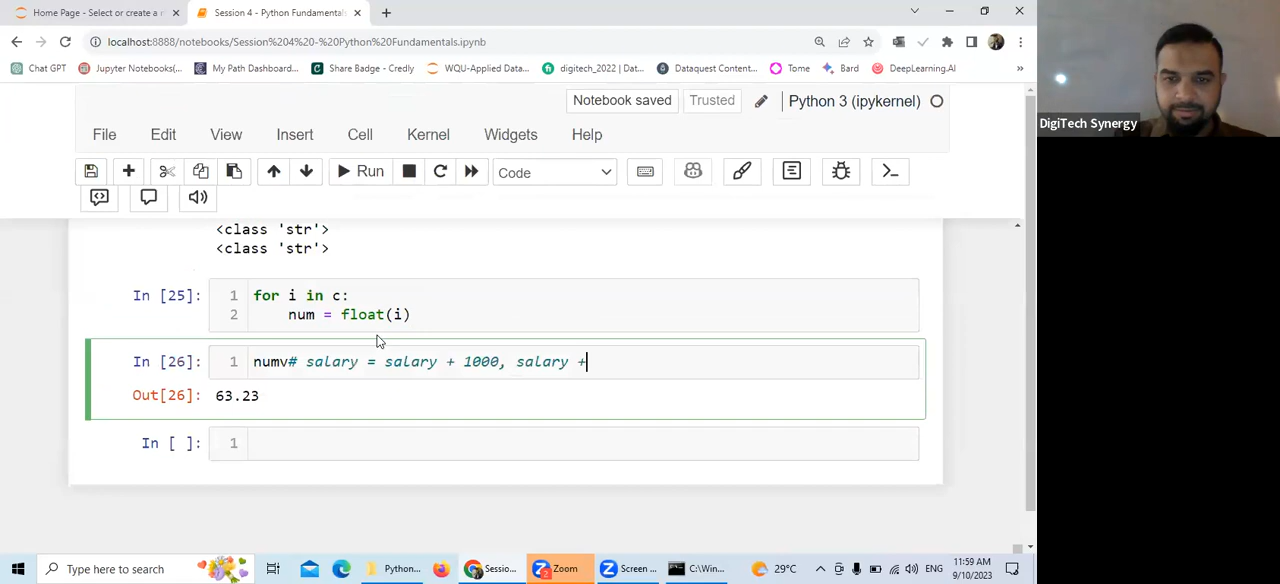 Home Page - Select or create a n
Session 4 - Python Fundamentals
localhost:8888/notebooks/Session%204%20-%20Python%20Fundamentals.ipynb
Chat GPT
Jupyter Notebooks(...
My Path Dashboard...
Share Badge - Credly
WQU-Applied Data...
digitech_2022 | Dat...
Dataquest Content...
Tome
Bard
DeepLearning.AI
»
DigiTech Synergy
Notebook saved
Trusted
Python 3 (ipykernel)
File
Edit
View
Insert
Cell
Kernel
Widgets
Help
Run
Code
<class 'str'>
<class 'str'>
In [25]:
1 for i in c:
2 num = float(i)
In [26]:
1 numv# salary = salary + 1000, salary +
Out[26]: 63.23
In [ ]:
1
Type here to search
Python...
Sessio...
Zoom
Screen ...
C:\Win...
29°C
ENG
11:59 AM
9/10/2023